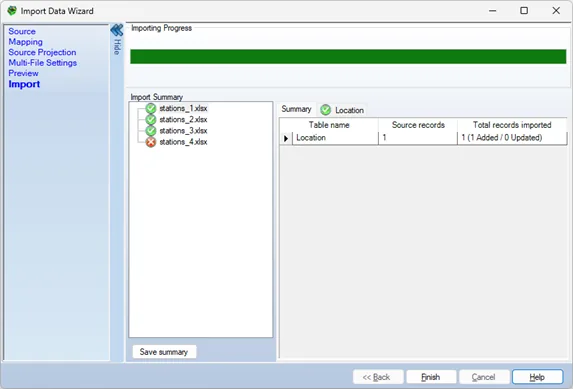 Import Data Wizard
Source
Mapping
Source Projection
Multi-File Settings
Preview
Import
Hide
Importing Progress
Import Summary
stations_1.xlsx
stations_2.xlsx
stations_3.xlsx
stations_4.xlsx
Save summary
Summary Location
Table name Source records Total records imported
Location 1 1 (1 Added / 0 Updated)
<< Back Finish Cancel Help